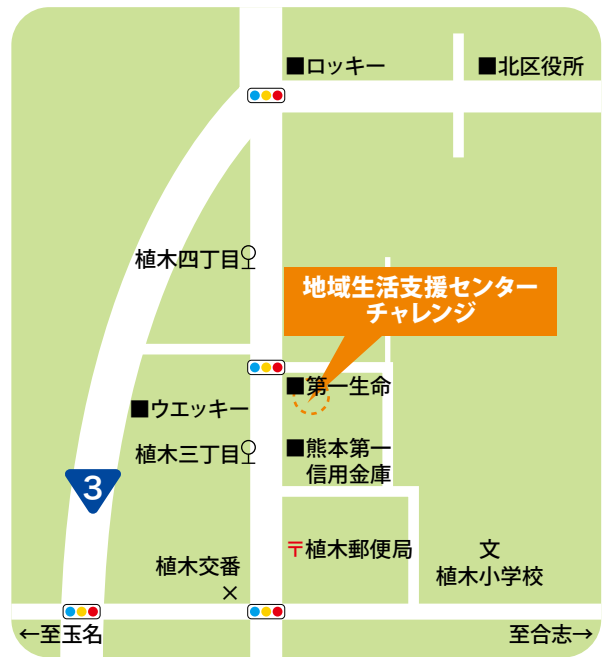 ■ロッキー
■北区役所
植木四丁目
地域生活支援センター
チャレンジ
■第一生命
■ウエッキー
植木三丁目
■熊本第一
信用金庫
3
〒植木郵便局
文
植木小学校
植木交番
×
←至玉名
至合志→